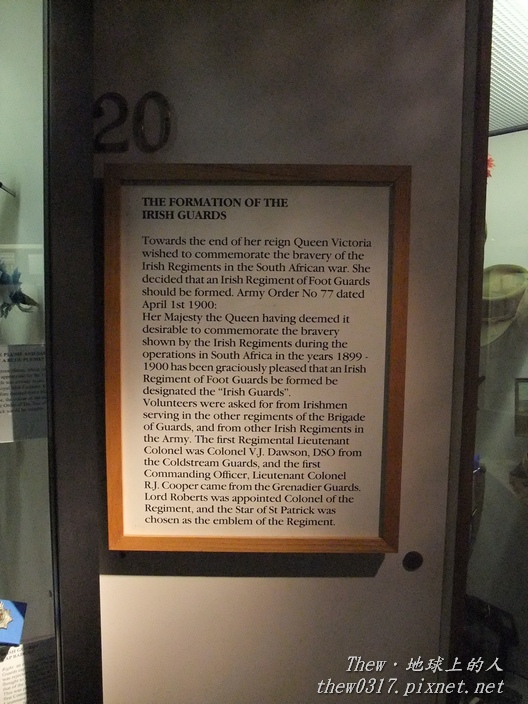 20
THE FORMATION OF THE
IRISH GUARDS
Towards the end of her reign Queen Victoria
wished to commemorate the bravery of the
Irish Regiments in the South African war. She
decided that an Irish Regiment of Foot Guards
should be formed. Army Order No 77 dated
April 1st 1900:
Her Majesty the Queen having deemed it
desirable to commemorate the bravery
shown by the Irish Regiments during the
operations in South Africa in the years 1899 -
1900 has been graciously pleased that an Irish
Regiment of Foot Guards be formed be
designated the "Irish Guards".
Volunteers were asked for from Irishmen
serving in the other regiments of the Brigade
of Guards, and from other Irish Regiments in
the Army. The first Regimental Lieutenant
Colonel was Colonel V.J. Dawson, DSO from
the Coldstream Guards, and the first
Commanding Officer, Lieutenant Colonel
R.J. Cooper came from the Grenadier Guards.
Lord Roberts was appointed Colonel of the
Regiment, and the Star of St Patrick was
chosen as the emblem of the Regiment.
Thew·地球上的人
thew0317.pixnet.net